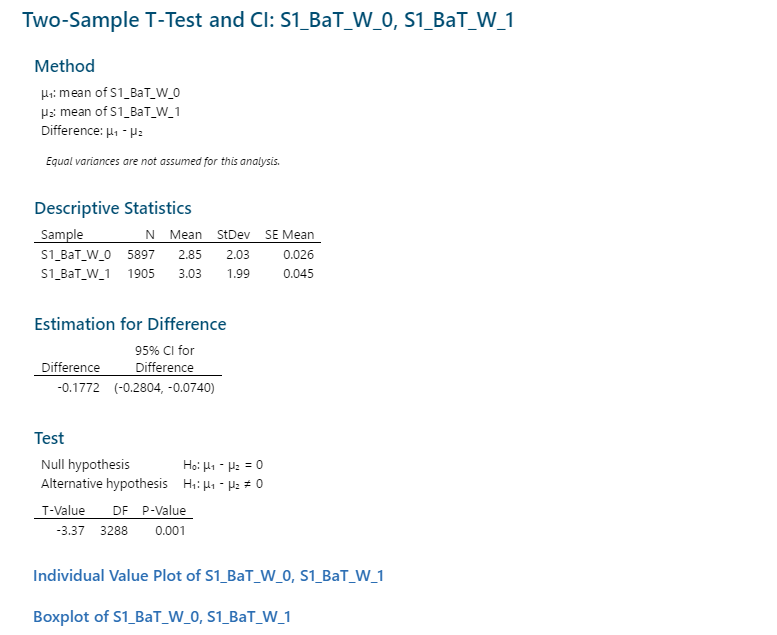 Two-Sample T-Test and CI: S1_BaT_W_0, S1_BaT_W_1
Method
μ₁: mean of S1_BaT_W_0
μ₂: mean of S1_BaT_W_1
Difference: μ₁ - μ₂
Equal variances are not assumed for this analysis.
Descriptive Statistics
Sample N Mean StDev SE Mean
S1_BaT_W_0 5897 2.85 2.03 0.026
S1_BaT_W_1 1905 3.03 1.99 0.045
Estimation for Difference
95% CI for
Difference Difference
-0.1772 (-0.2804, -0.0740)
Test
Null hypothesis H₀: μ₁ - μ₂ = 0
Alternative hypothesis H₁: μ₁ - μ₂ ≠ 0
T-Value DF P-Value
-3.37 3288 0.001
Individual Value Plot of S1_BaT_W_0, S1_BaT_W_1
Boxplot of S1_BaT_W_0, S1_BaT_W_1